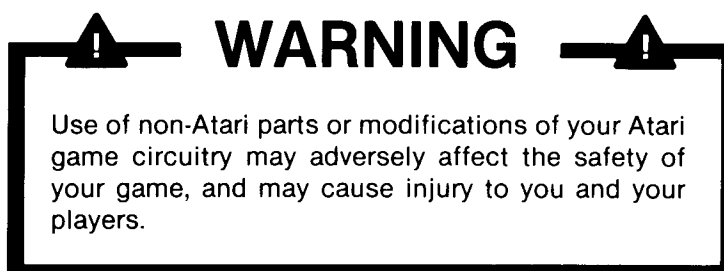 WARNING
Use of non-Atari parts or modifications of your Atari
game circuitry may adversely affect the safety of
your game, and may cause injury to you and your
players.